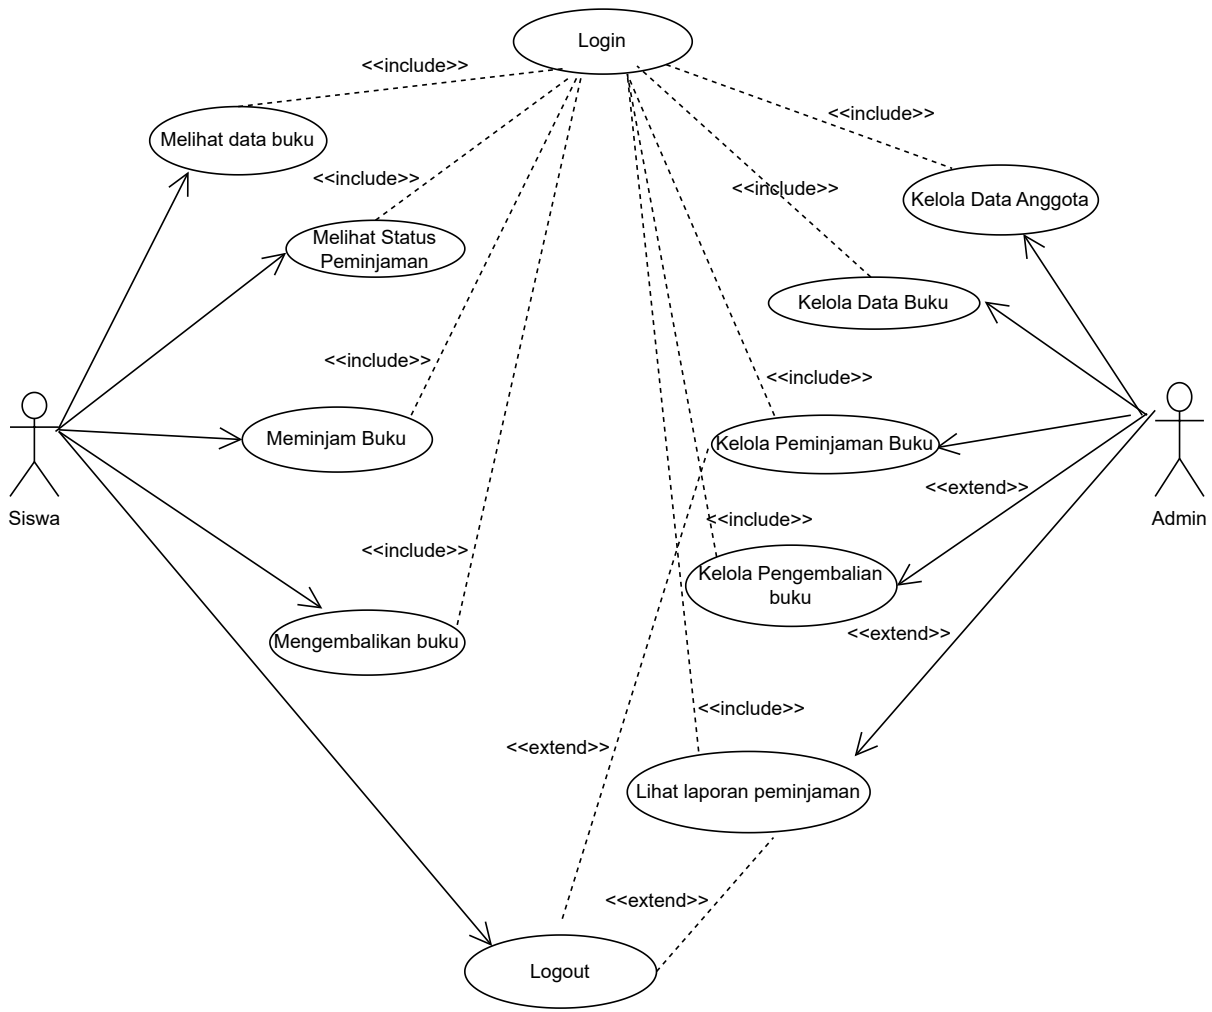 Login
<<include>>
<<include>>
Melihat data buku
<<include>>
<<include>>
Kelola Data Anggota
Melihat Status
Peminjaman
Kelola Data Buku
<<include>>
<<include>>
Meminjam Buku
Kelola Peminjaman Buku
<<extend>>
Siswa
Admin
<<include>>
<<include>>
Kelola Pengembalian
buku
<<extend>>
Mengembalikan buku
<<include>>
<<extend>>
Lihat laporan peminjaman
<<extend>>
Logout